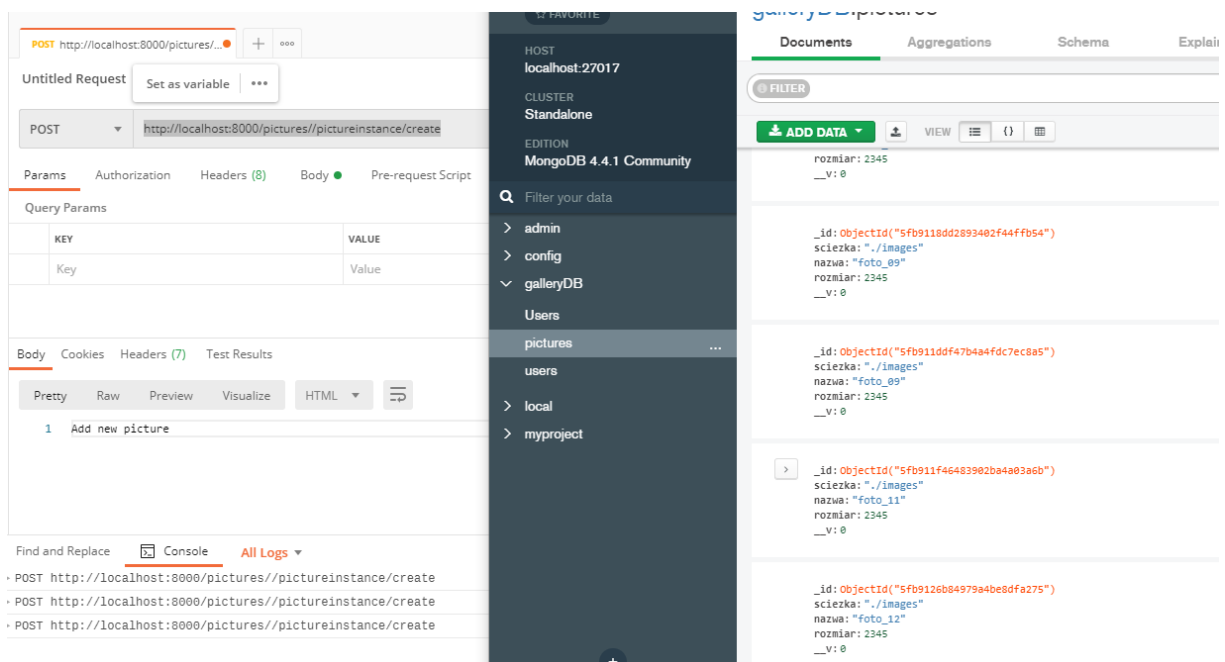 POST http://localhost:8000/pictures/...
Untitled Request
Set as variable
POST
http://localhost:8000/pictures//pictureinstance/create
Params Authorization Headers (8) Body Pre-request Script
Query Params
KEY VALUE
Key Value
Body Cookies Headers (7) Test Results
Pretty Raw Preview Visualize HTML
1 Add new picture
Find and Replace Console All Logs
POST http://localhost:8000/pictures//pictureinstance/create
POST http://localhost:8000/pictures//pictureinstance/create
POST http://localhost:8000/pictures//pictureinstance/create
FAVORITE
HOST
localhost:27017
CLUSTER
Standalone
EDITION
MongoDB 4.4.1 Community
Filter your data
admin
config
galleryDB
Users
pictures ...
users
local
myproject
galleryDB.pictures
Documents Aggregations Schema Explai
FILTER
ADD DATA VIEW {}
rozmiar: 2345
__v: 0
_id: ObjectId("5fb9118dd2893402f44ffb54")
sciezka: "./images"
nazwa: "foto_09"
rozmiar: 2345
__v: 0
_id: ObjectId("5fb911ddf47b4a4fdc7ec8a5")
sciezka: "./images"
nazwa: "foto_09"
rozmiar: 2345
__v: 0
_id: ObjectId("5fb911f46483902ba4a03a6b")
sciezka: "./images"
nazwa: "foto_11"
rozmiar: 2345
__v: 0
_id: ObjectId("5fb9126b84979a4be8dfa275")
sciezka: "./images"
nazwa: "foto_12"
rozmiar: 2345
__v: 0